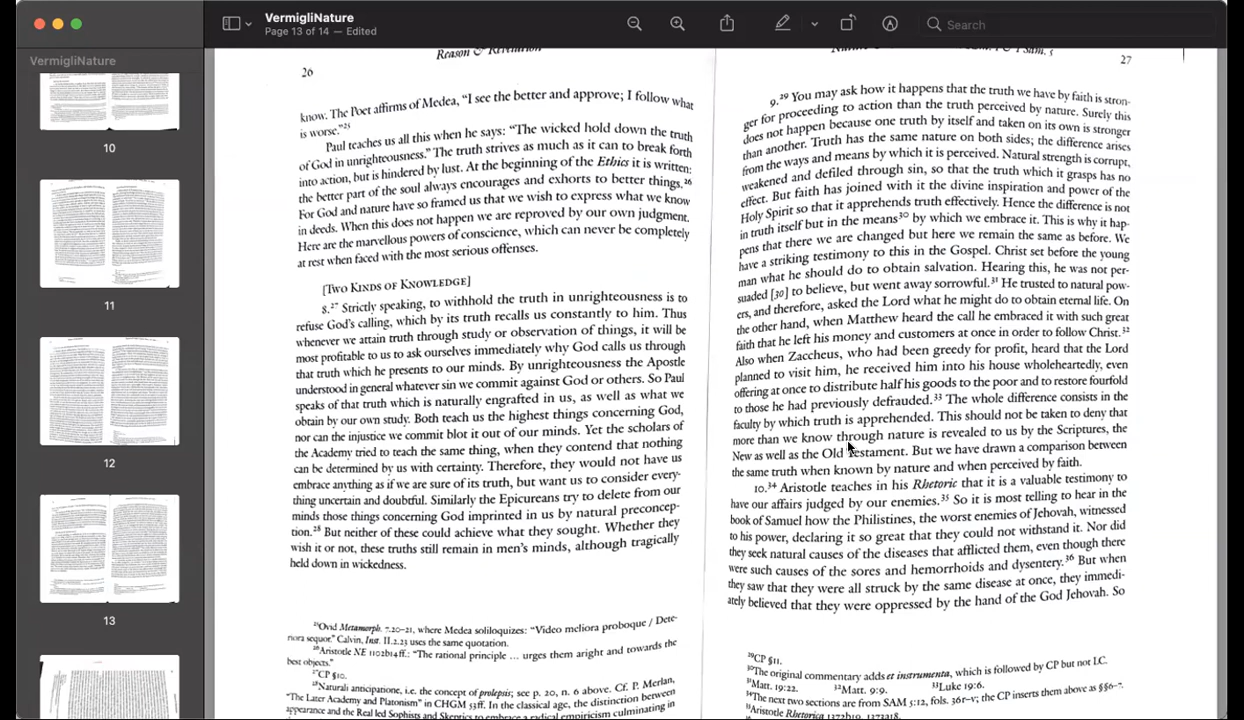 VermigliNature
Page 13 of 14 — Edited
Search
VermigliNature
10
11
12
13
Reason & Revelation
26
know. The Poet affirms of Medea, "I see the better and approve; I follow what
is worse."²⁵
Paul teaches us all this when he says: "The wicked hold down the truth
of God in unrighteousness." The truth strives as much as it can to break forth
into action, but is hindered by lust. At the beginning of the Ethics it is written:
the better part of the soul always encourages and exhorts to better things.²⁶
For God and nature have so framed us that we wish to express what we know
in deeds. When this does not happen we are reproved by our own judgment.
Here are the marvellous powers of conscience, which can never be completely
at rest when faced with the most serious offenses.
[Two Kinds of Knowledge]
8.²⁷ Strictly speaking, to withhold the truth in unrighteousness is to
refuse God's calling, which by its truth recalls us constantly to him. Thus
whenever we attain truth through study or observation of things, it will be
most profitable to us to ask ourselves immediately why God calls us through
that truth which he presents to our minds. By unrighteousness the Apostle
understood in general whatever sin we commit against God or others. So Paul
speaks of that truth which is naturally engrafted in us, as well as what we
obtain by our own study. Both teach us the highest things concerning God,
nor can the injustice we commit blot it out of our minds. Yet the scholars of
the Academy tried to teach the same thing, when they contend that nothing
can be determined by us with certainty. Therefore, they would not have us
embrace anything as if we are sure of its truth, but want us to consider every-
thing uncertain and doubtful. Similarly the Epicureans try to delete from our
minds those things concerning God imprinted in us by natural preconcep-
tion.²⁸ But neither of these could achieve what they sought. Whether they
wish it or not, these truths still remain in men's minds, although tragically
held down in wickedness.
²⁵Ovid Metamorph. 7.20–21, where Medea soliloquizes: "Video meliora proboque / Dete-
riora sequor." Calvin, Inst. II.2.23 uses the same quotation.
²⁶Aristotle NE 1102b14ff.: "The rational principle ... urges them aright and towards the
best objects."
²⁷CP §10.
²⁸Naturali anticipatione, i.e. the concept of prolepsis; see p. 20, n. 6 above. Cf. P. Merlan,
"The Later Academy and Platonism" in CHGM 53ff. In the classical age, the distinction between
appearance and the Real led Sophists and Skeptics to embrace a radical empiricism culminating in
27
9.²⁹ You may ask how it happens that the truth we have by faith is stron-
ger for proceeding to action than the truth perceived by nature. Surely this
does not happen because one truth by itself and taken on its own is stronger
than another. Truth has the same nature on both sides; the difference arises
from the ways and means by which it is perceived. Natural strength is corrupt,
weakened and defiled through sin, so that the truth which it grasps has no
effect. But faith has joined with it the divine inspiration and power of the
Holy Spirit so that it apprehends truth effectively. Hence the difference is not
in truth itself but in the means³⁰ by which we embrace it. This is why it hap-
pens that there we are changed but here we remain the same as before. We
have a striking testimony to this in the Gospel. Christ set before the young
man what he should do to obtain salvation. Hearing this, he was not per-
suaded [30] to believe, but went away sorrowful.³¹ He trusted to natural pow-
ers, and therefore, asked the Lord what he might do to obtain eternal life. On
the other hand, when Matthew heard the call he embraced it with such great
faith that he left his money and customers at once in order to follow Christ.³²
Also when Zaccheus, who had been greedy for profit, heard that the Lord
planned to visit him, he received him into his house wholeheartedly, even
offering at once to distribute half his goods to the poor and to restore fourfold
to those he had previously defrauded.³³ The whole difference consists in the
faculty by which truth is apprehended. This should not be taken to deny that
more than we know through nature is revealed to us by the Scriptures, the
New as well as the Old Testament. But we have drawn a comparison between
the same truth when known by nature and when perceived by faith.
10.³⁴ Aristotle teaches in his Rhetoric that it is a valuable testimony to
have our affairs judged by our enemies.³⁵ So it is most telling to hear in the
book of Samuel how the Philistines, the worst enemies of Jehovah, witnessed
to his power, declaring it so great that they could not withstand it. Nor did
they seek natural causes of the diseases that afflicted them, even though there
were such causes of the sores and hemorrhoids and dysentery.³⁶ But when
they saw that they were all struck by the same disease at once, they immedi-
ately believed that they were oppressed by the hand of the God Jehovah. So
²⁹CP §11.
³⁰The original commentary adds et instrumenta, which is followed by CP but not LC.
³¹Matt. 19:22. ³²Matt. 9:9. ³³Luke 19:6.
³⁴The next two sections are from SAM 5:12, fols. 36r–v; the CP inserts them above as §§6–7.
³⁵Aristotle Rhetorica